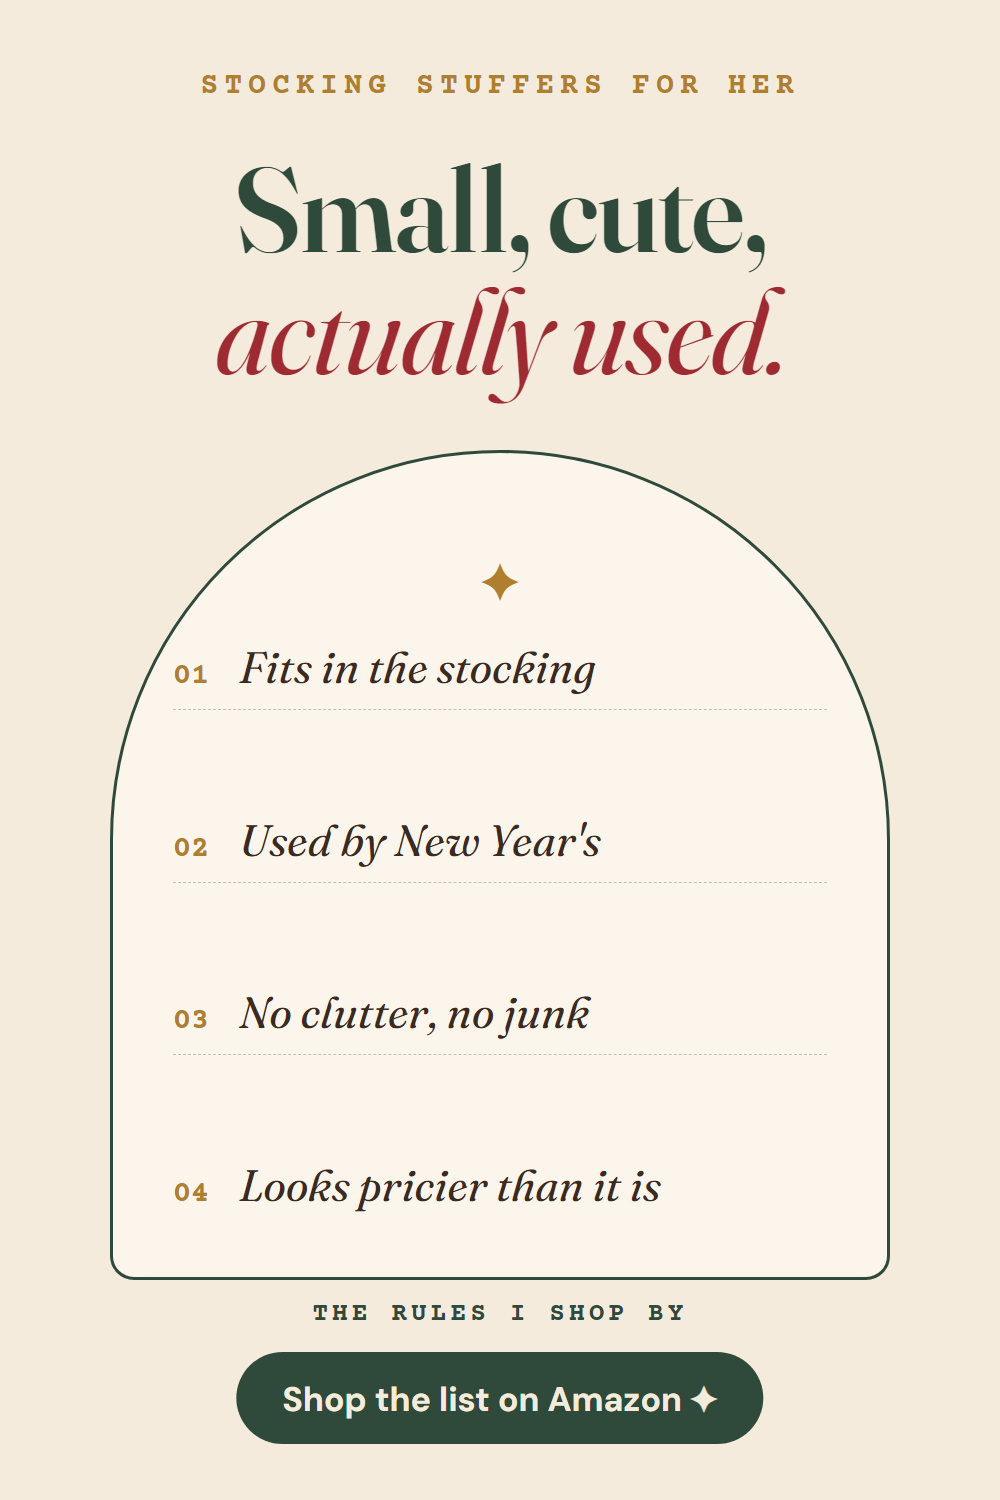 STOCKING STUFFERS FOR HER
Small, cute,
actually used.
01 Fits in the stocking
02 Used by New Year's
03 No clutter, no junk
04 Looks pricier than it is
THE RULES I SHOP BY
Shop the list on Amazon ✦